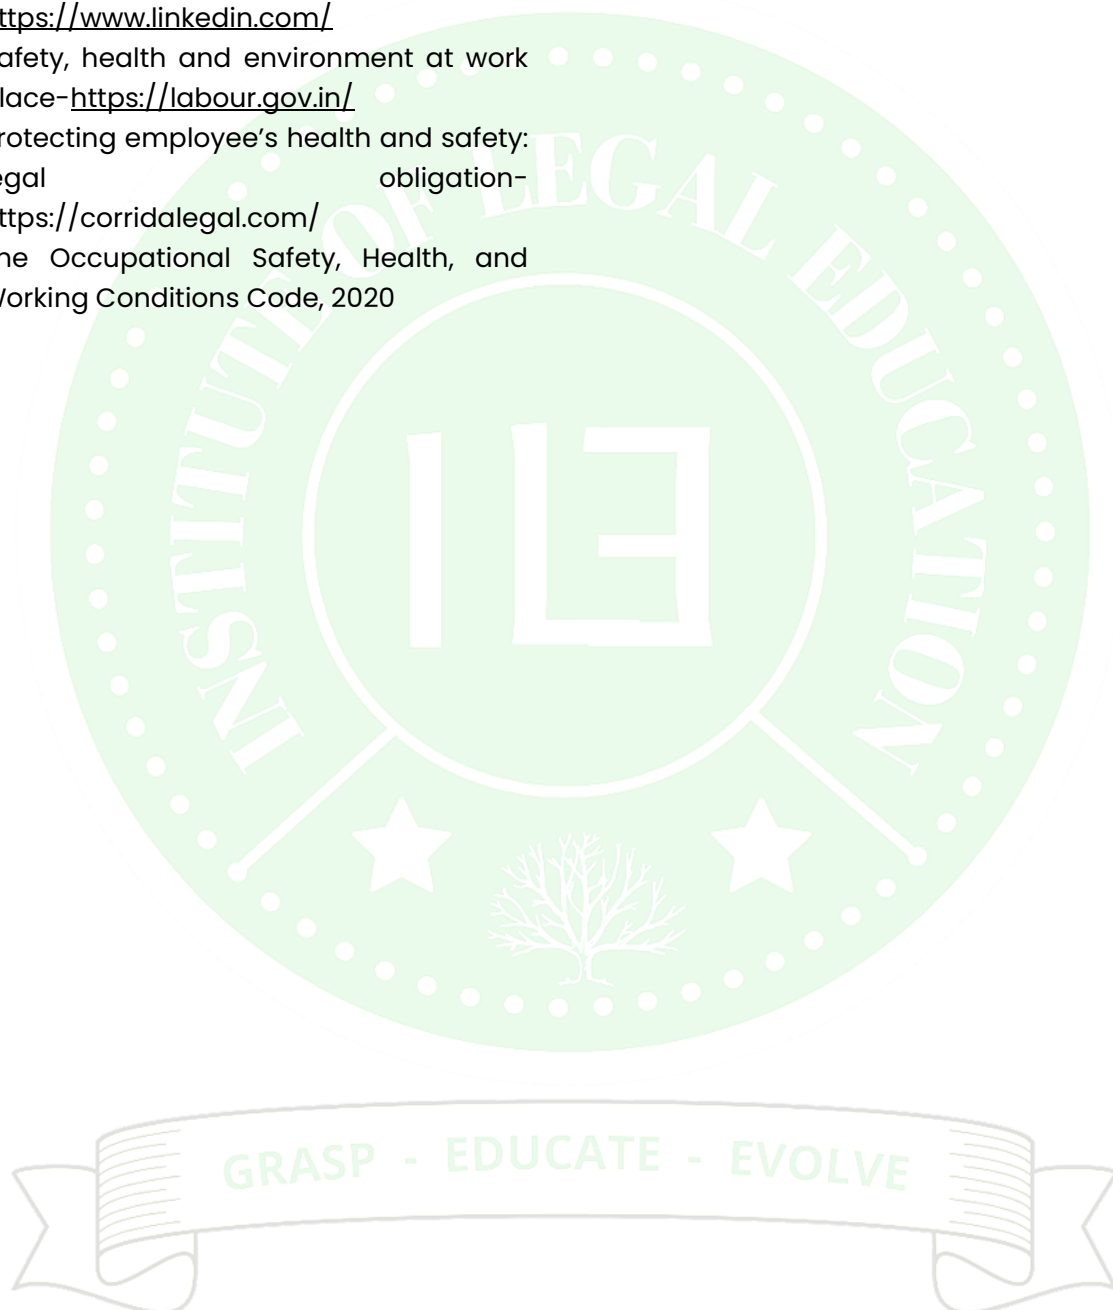 ttps://www.linkedin.com/
afety, health and environment at work
lace-https://labour.gov.in/
rotecting employee’s health and safety:
egal obligation-
ttps://corridalegal.com/
he Occupational Safety, Health, and
Working Conditions Code, 2020
INSTITUTE OF LEGAL EDUCATION
ILE
GRASP - EDUCATE - EVOLVE